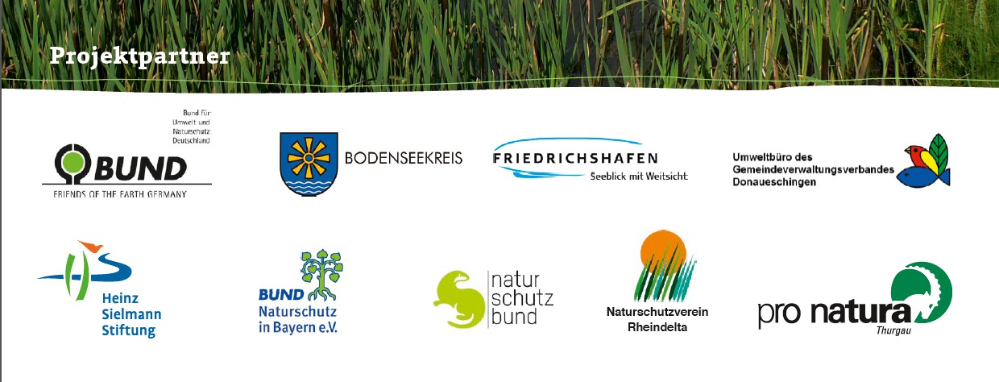 Projektpartner
Bund für
Umwelt und
Naturschutz
Deutschland
BUND
FRIENDS OF THE EARTH GERMANY
BODENSEEKREIS
FRIEDRICHSHAFEN
Seeblick mit Weitsicht
Umweltbüro des
Gemeindeverwaltungsverbandes
Donaueschingen
HS
Heinz
Sielmann
Stiftung
BUND
Naturschutz
in Bayern e.V.
natur
schutz
bund
Naturschutzverein
Rheindelta
pro natura
Thurgau